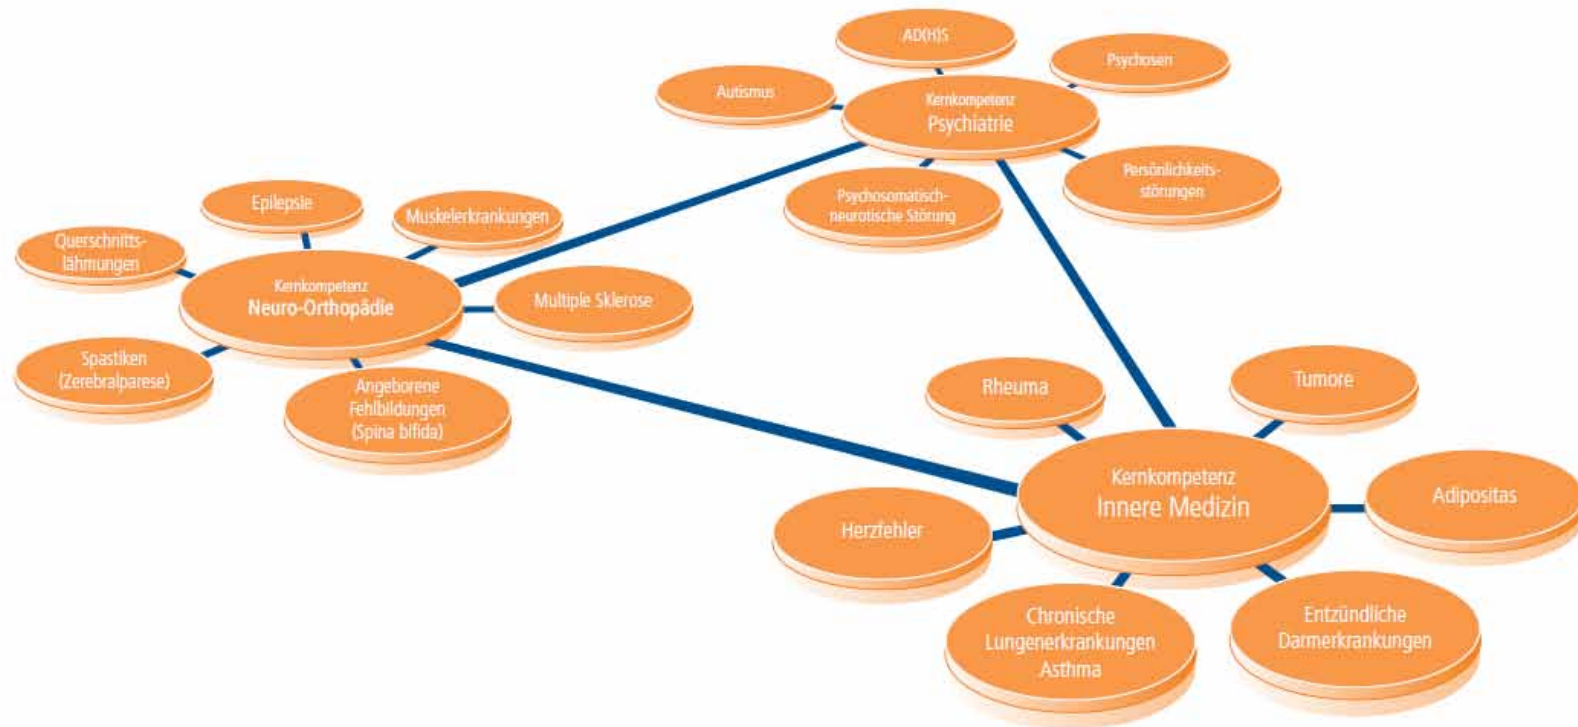 AD(H)S
Psychosen
Autismus
Kernkompetenz
Psychiatrie
Persönlichkeits-
störungen
Psychosomatisch-
neurotische Störung
Epilepsie
Muskelerkrankungen
Querschnitts-
lähmungen
Kernkompetenz
Neuro-Orthopädie
Multiple Sklerose
Spastiken
(Zerebralparese)
Angeborene
Fehlbildungen
(Spina bifida)
Rheuma
Tumore
Kernkompetenz
Innere Medizin
Adipositas
Herzfehler
Chronische
Lungenerkrankungen
Asthma
Entzündliche
Darmerkrankungen